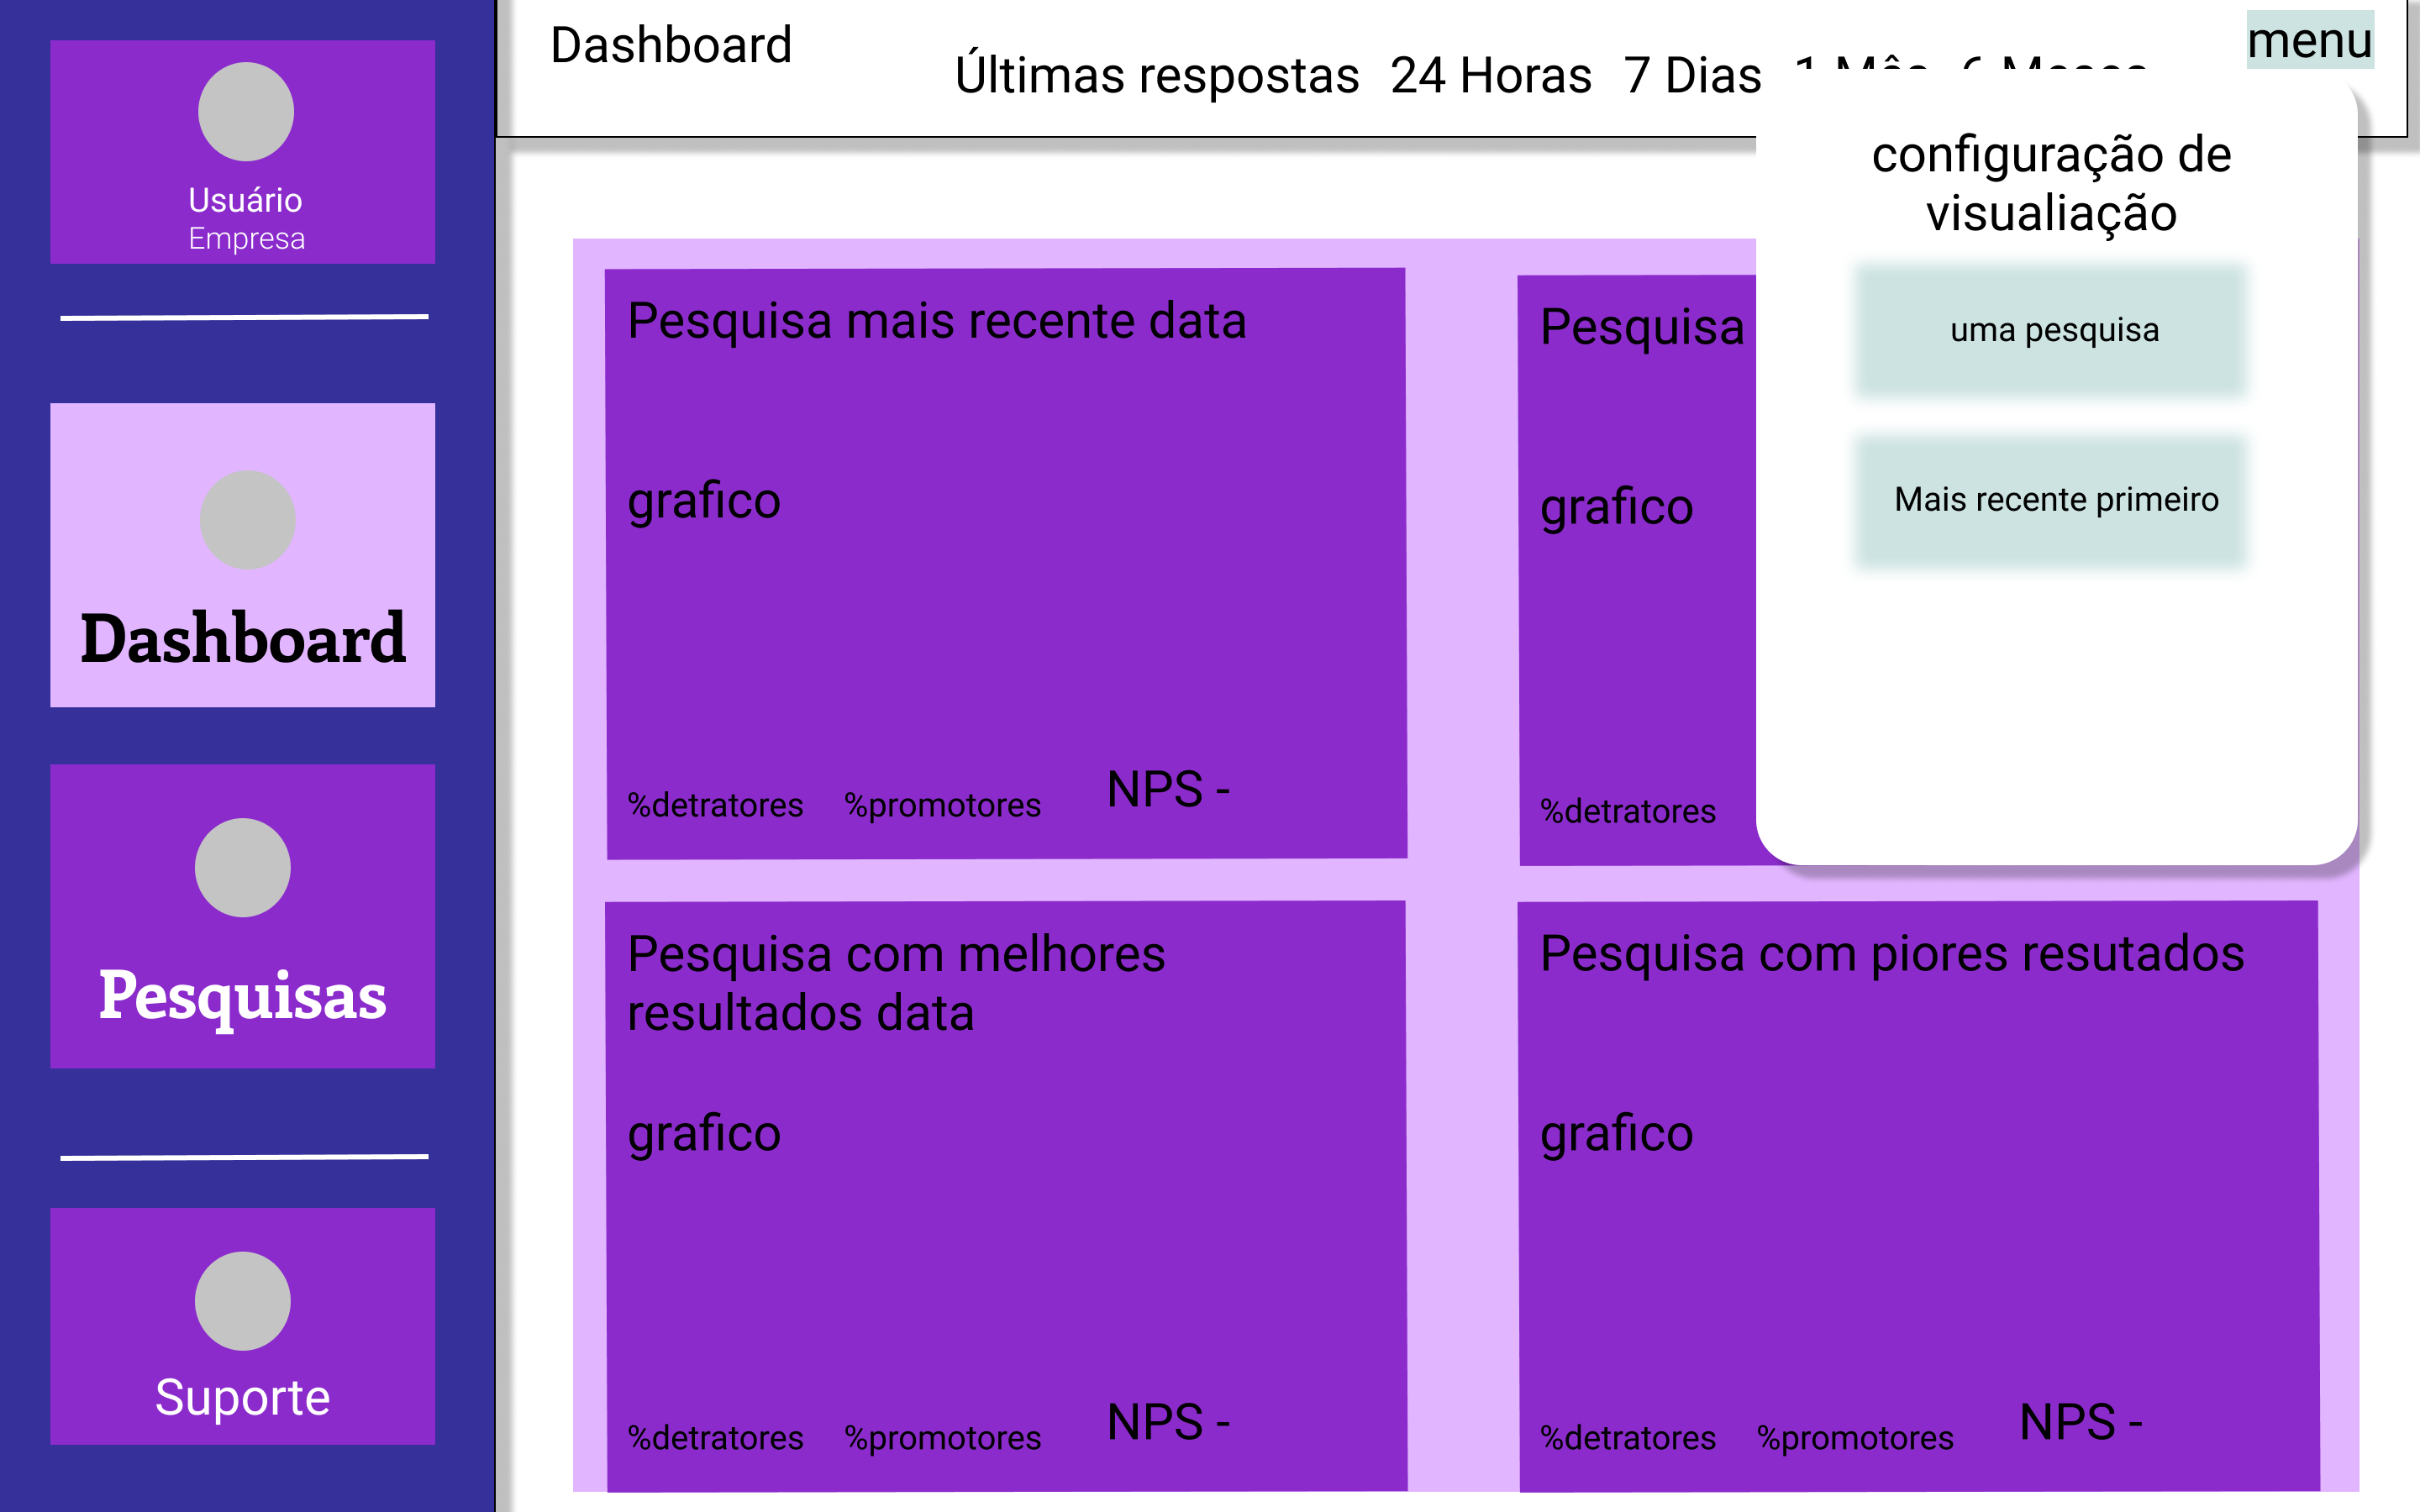 Usuário
Empresa
Dashboard
Pesquisas
Suporte
Dashboard
Últimas respostas 24 Horas 7 Dias
menu
configuração de
visualiação
uma pesquisa
Mais recente primeiro
Pesquisa mais recente data
grafico
%detratores %promotores NPS -
Pesquisa
grafico
%detratores
Pesquisa com melhores
resultados data
grafico
%detratores %promotores NPS -
Pesquisa com piores resutados
grafico
%detratores %promotores NPS -